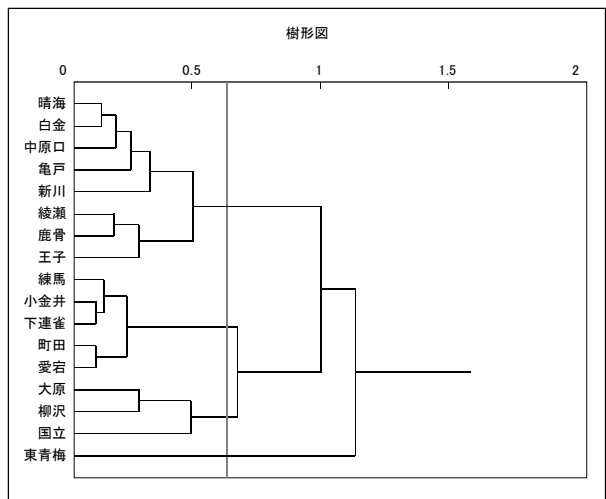 樹形図
0 0.5 1 1.5 2
晴海
白金
中原口
亀戸
新川
綾瀬
鹿骨
王子
練馬
小金井
下連雀
町田
愛宕
大原
柳沢
国立
東青梅